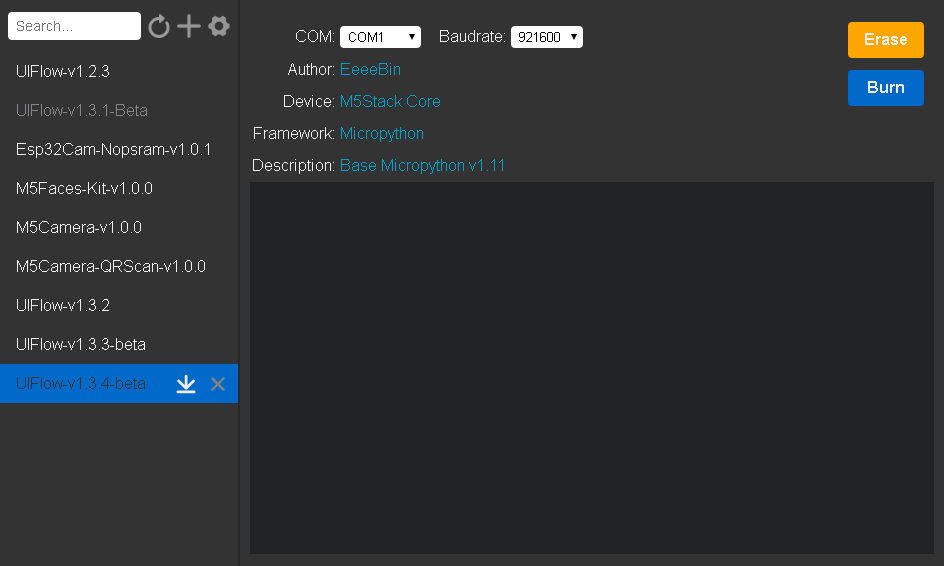 Search...
UIFlow-v1.2.3
UIFlow-v1.3.1-Beta
Esp32Cam-Nopsram-v1.0.1
M5Faces-Kit-v1.0.0
M5Camera-v1.0.0
M5Camera-QRScan-v1.0.0
UIFlow-v1.3.2
UIFlow-v1.3.3-beta
UIFlow-v1.3.4-beta
COM: COM1 Baudrate: 921600
Author: EeeeBin
Device: M5Stack Core
Framework: Micropython
Description: Base Micropython v1.11
Erase
Burn